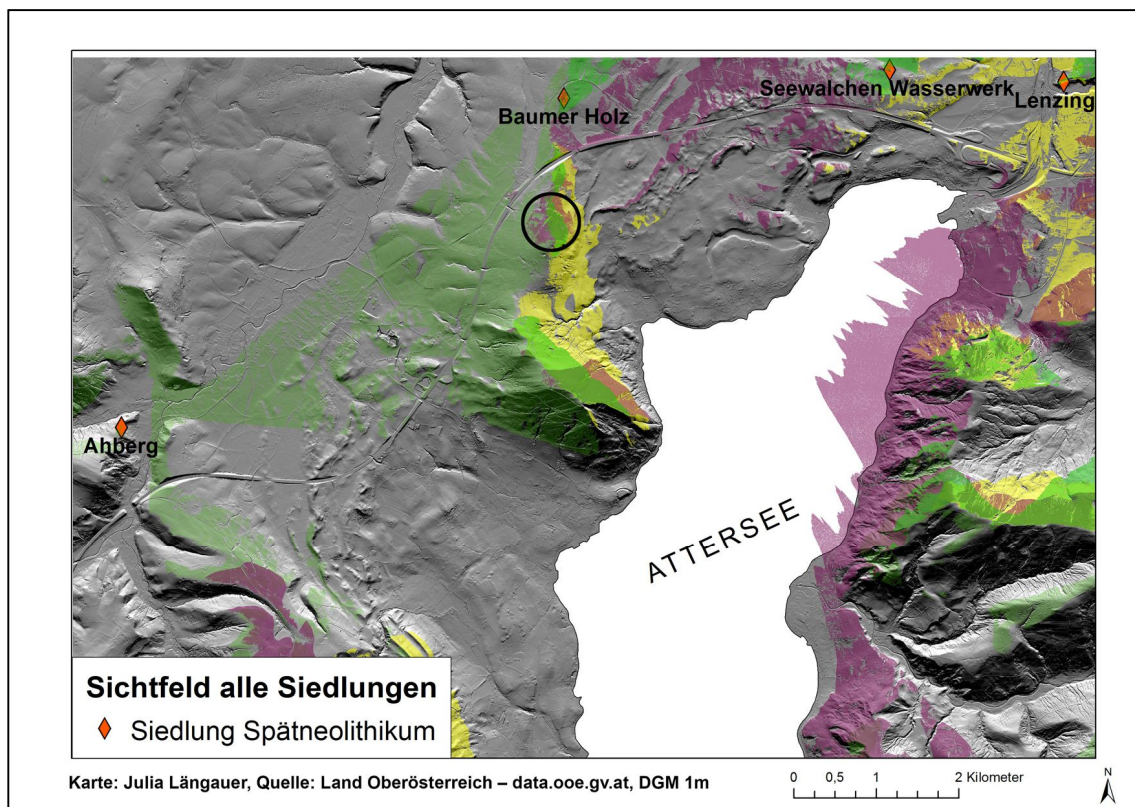 Baumer Holz
Seewalchen Wasserwerk
Lenzing
Ahberg
ATTERSEE
Sichtfeld alle Siedlungen
Siedlung Spätneolithikum
Karte: Julia Längauer, Quelle: Land Oberösterreich – data.ooe.gv.at, DGM 1m
0 0,5 1 2 Kilometer
N